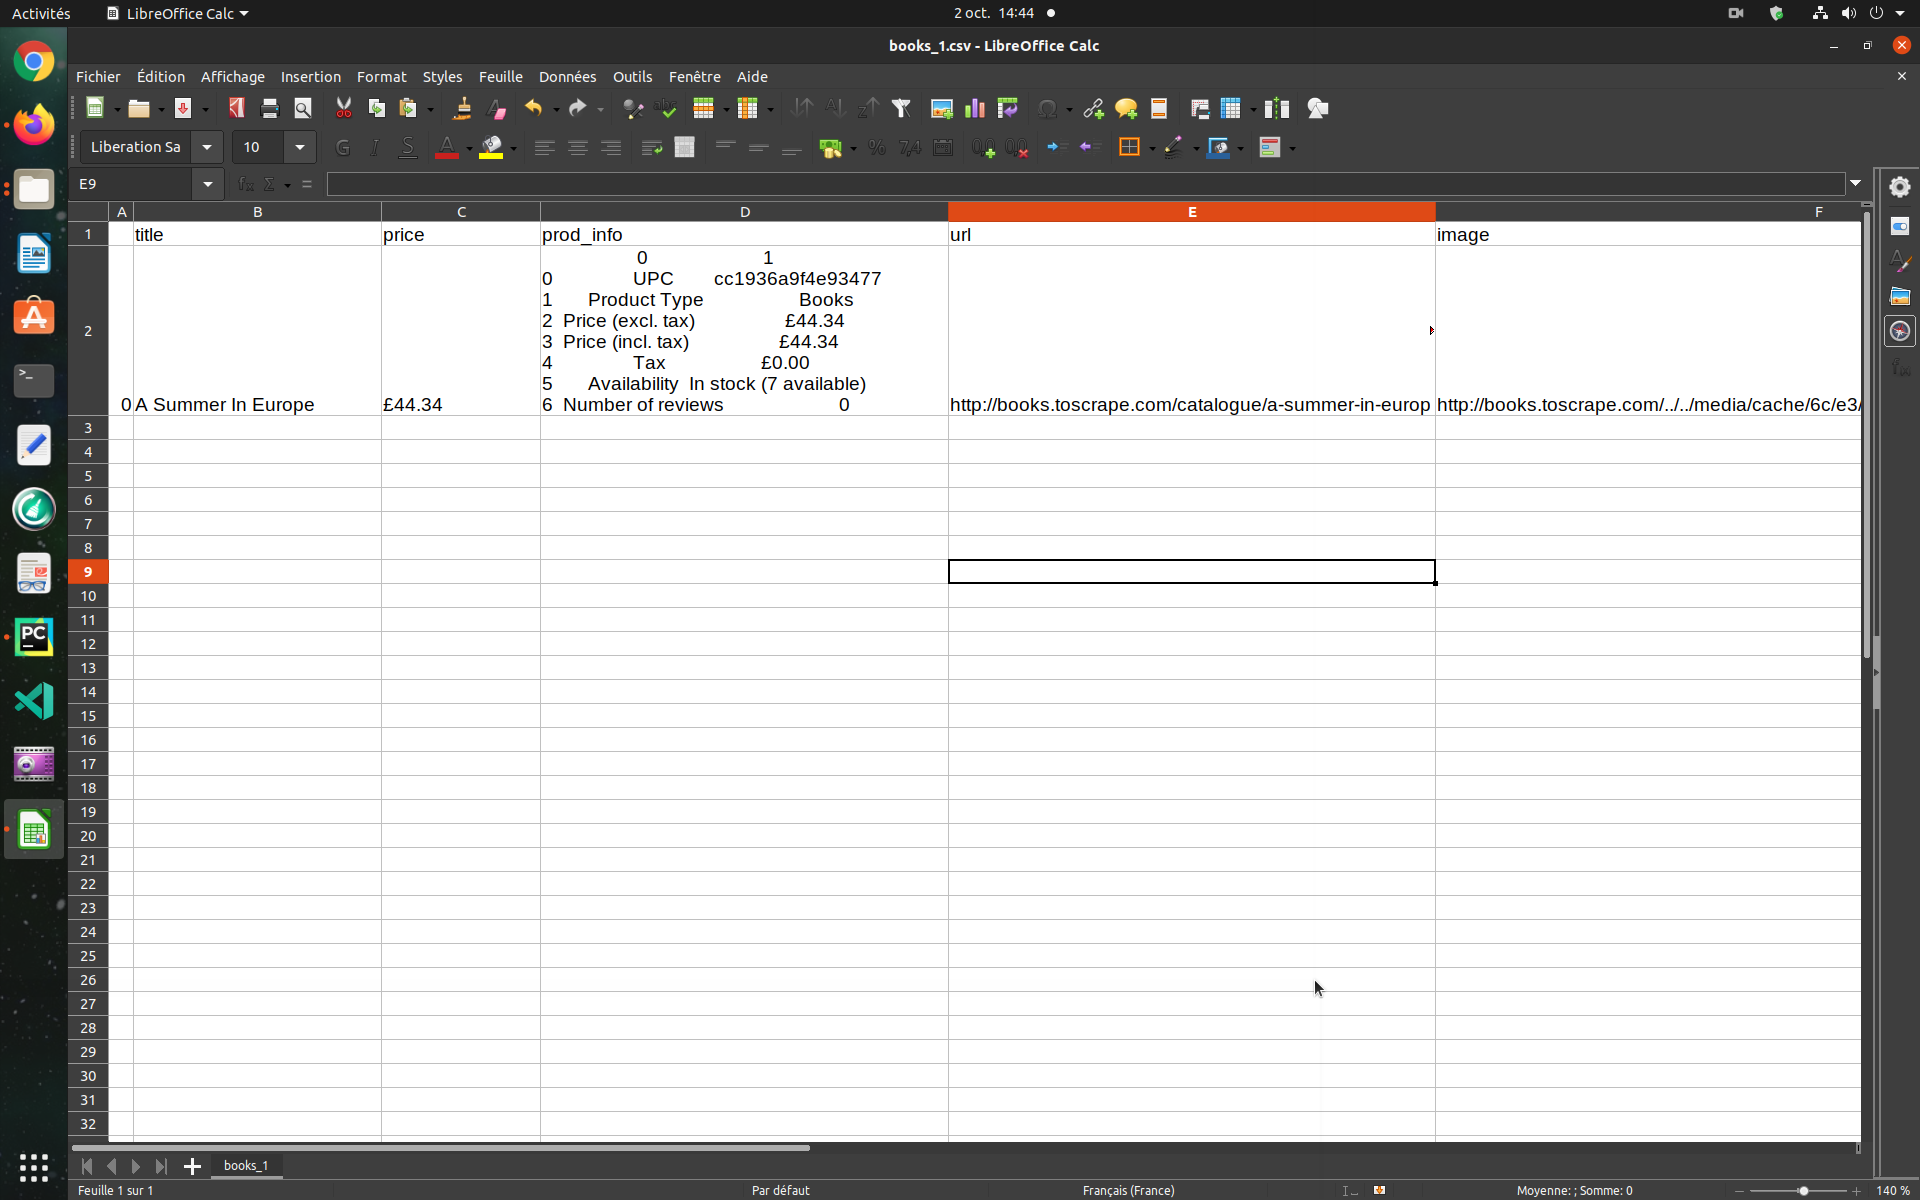 Activités LibreOffice Calc 2 oct. 14:44
books_1.csv - LibreOffice Calc
Fichier Édition Affichage Insertion Format Styles Feuille Données Outils Fenêtre Aide
Liberation Sa 10 G I S
E9
A B C D E F
1 title price prod_info url image
0 1
0 UPC cc1936a9f4e93477
1 Product Type Books
2 Price (excl. tax) £44.34
2
3 Price (incl. tax) £44.34
4 Tax £0.00
5 Availability In stock (7 available)
0 A Summer In Europe £44.34 6 Number of reviews 0 http://books.toscrape.com/catalogue/a-summer-in-europ http://books.toscrape.com/../../media/cache/6c/e3/
3
4
5
6
7
8
9
10
11
12
13
14
15
16
17
18
19
20
21
22
23
24
25
26
27
28
29
30
31
32
books_1
Feuille 1 sur 1 Par défaut Français (France) Moyenne: ; Somme: 0 140 %